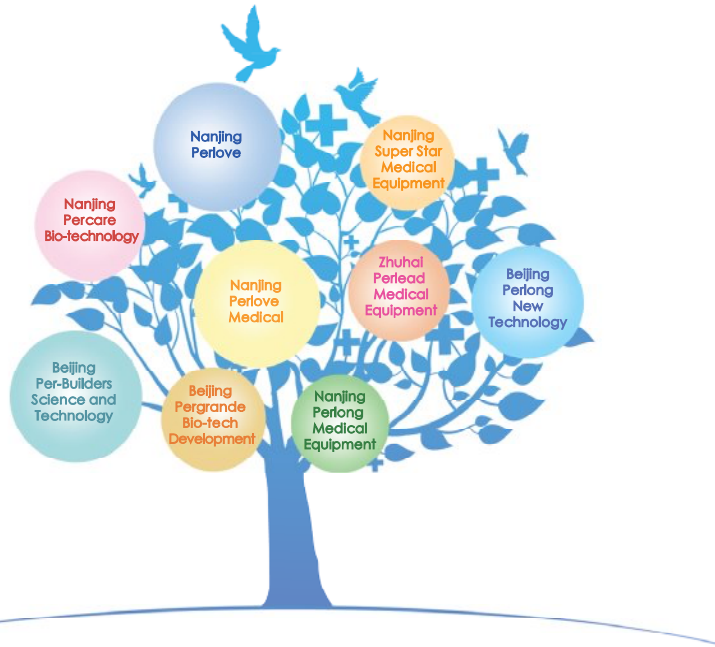 Nanjing
Perlove
Nanjing
Super Star
Medical
Equipment
Nanjing
Percare
Bio-technology
Nanjing
Perlove
Medical
Zhuhai
Perlead
Medical
Equipment
Beijing
Perlong
New
Technology
Beijing
Per-Builders
Science and
Technology
Beijing
Pergrande
Bio-tech
Development
Nanjing
Perlong
Medical
Equipment